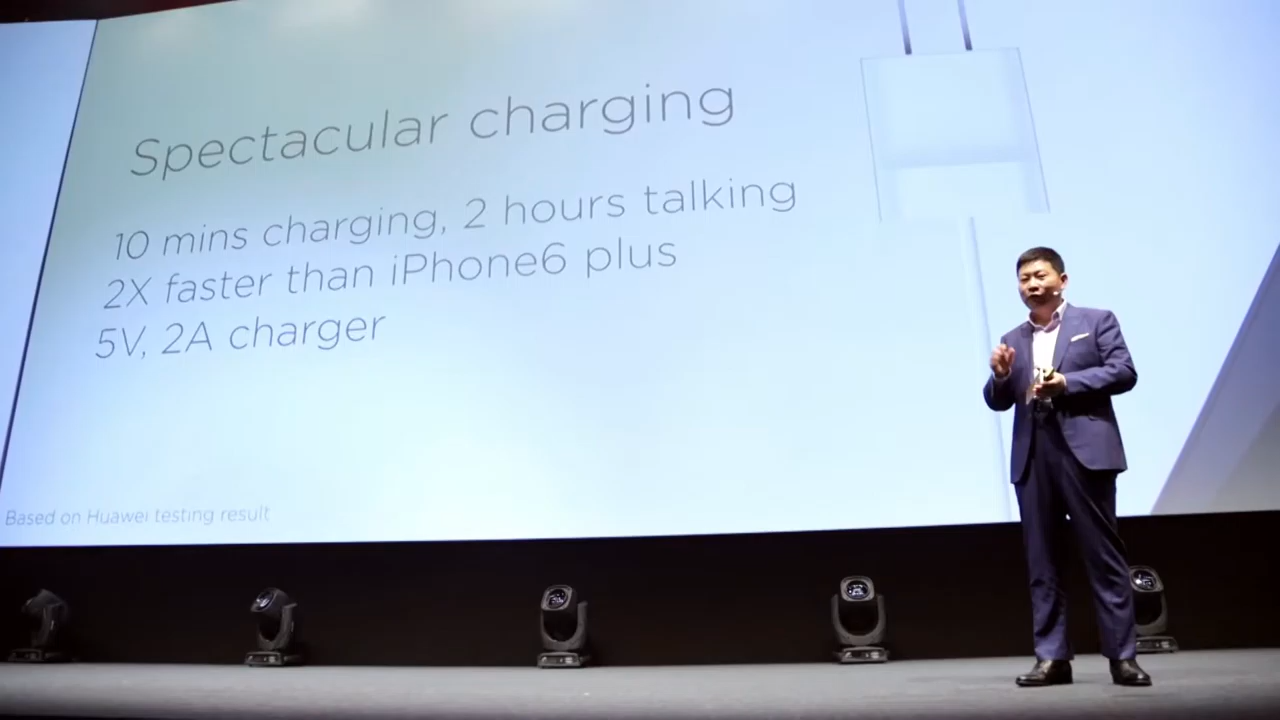 Spectacular charging
10 mins charging, 2 hours talking
2X faster than iPhone6 plus
5V, 2A charger
Based on Huawei testing result